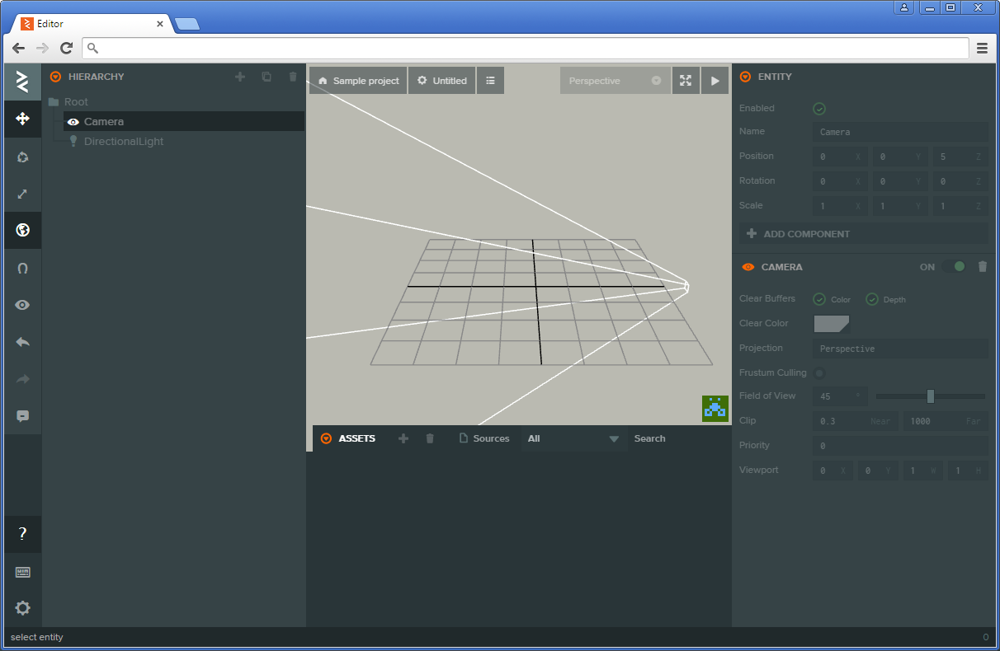 Editor
HIERARCHY
Root
Camera
DirectionalLight
Sample project
Untitled
Perspective
ASSETS
Sources
All
Search
ENTITY
Enabled
Name Camera
Position 0 X 0 Y 5 Z
Rotation 0 X 0 Y 0 Z
Scale 1 X 1 Y 1 Z
ADD COMPONENT
CAMERA ON
Clear Buffers Color Depth
Clear Color
Projection Perspective
Frustum Culling
Field of View 45 °
Clip 0.3 Near 1000 Far
Priority 0
Viewport 0 X 0 Y 1 W 1 H
?
select entity 0